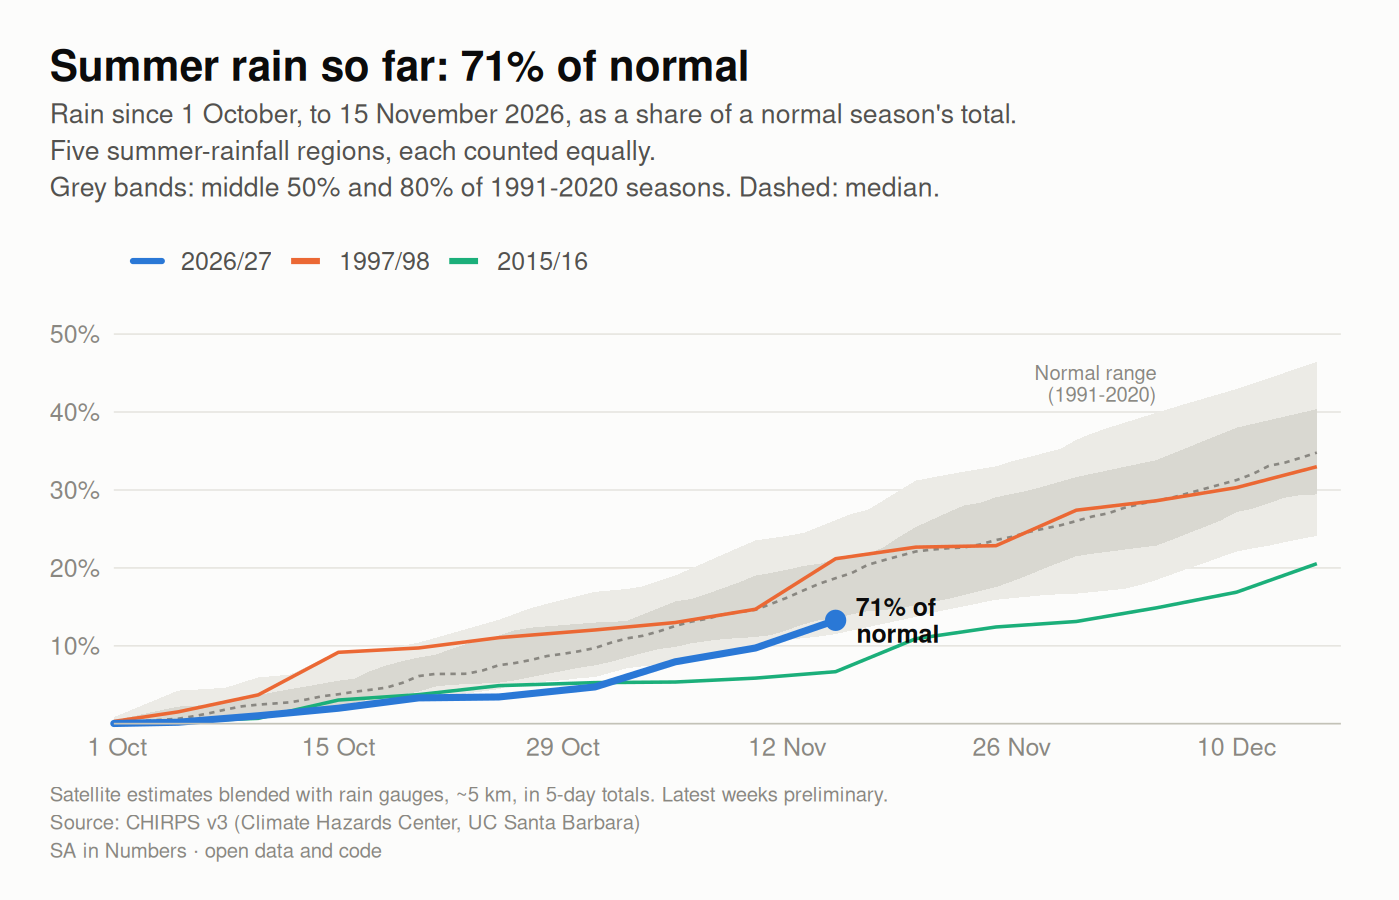 Summer rain so far: 71% of normal
Rain since 1 October, to 15 November 2026, as a share of a normal season's total.
Five summer-rainfall regions, each counted equally.
Grey bands: middle 50% and 80% of 1991-2020 seasons. Dashed: median.
2026/27 1997/98 2015/16
50%
Normal range
(1991-2020)
40%
30%
20%
71% of
normal
10%
1 Oct 15 Oct 29 Oct 12 Nov 26 Nov 10 Dec
Satellite estimates blended with rain gauges, ~5 km, in 5-day totals. Latest weeks preliminary.
Source: CHIRPS v3 (Climate Hazards Center, UC Santa Barbara)
SA in Numbers · open data and code